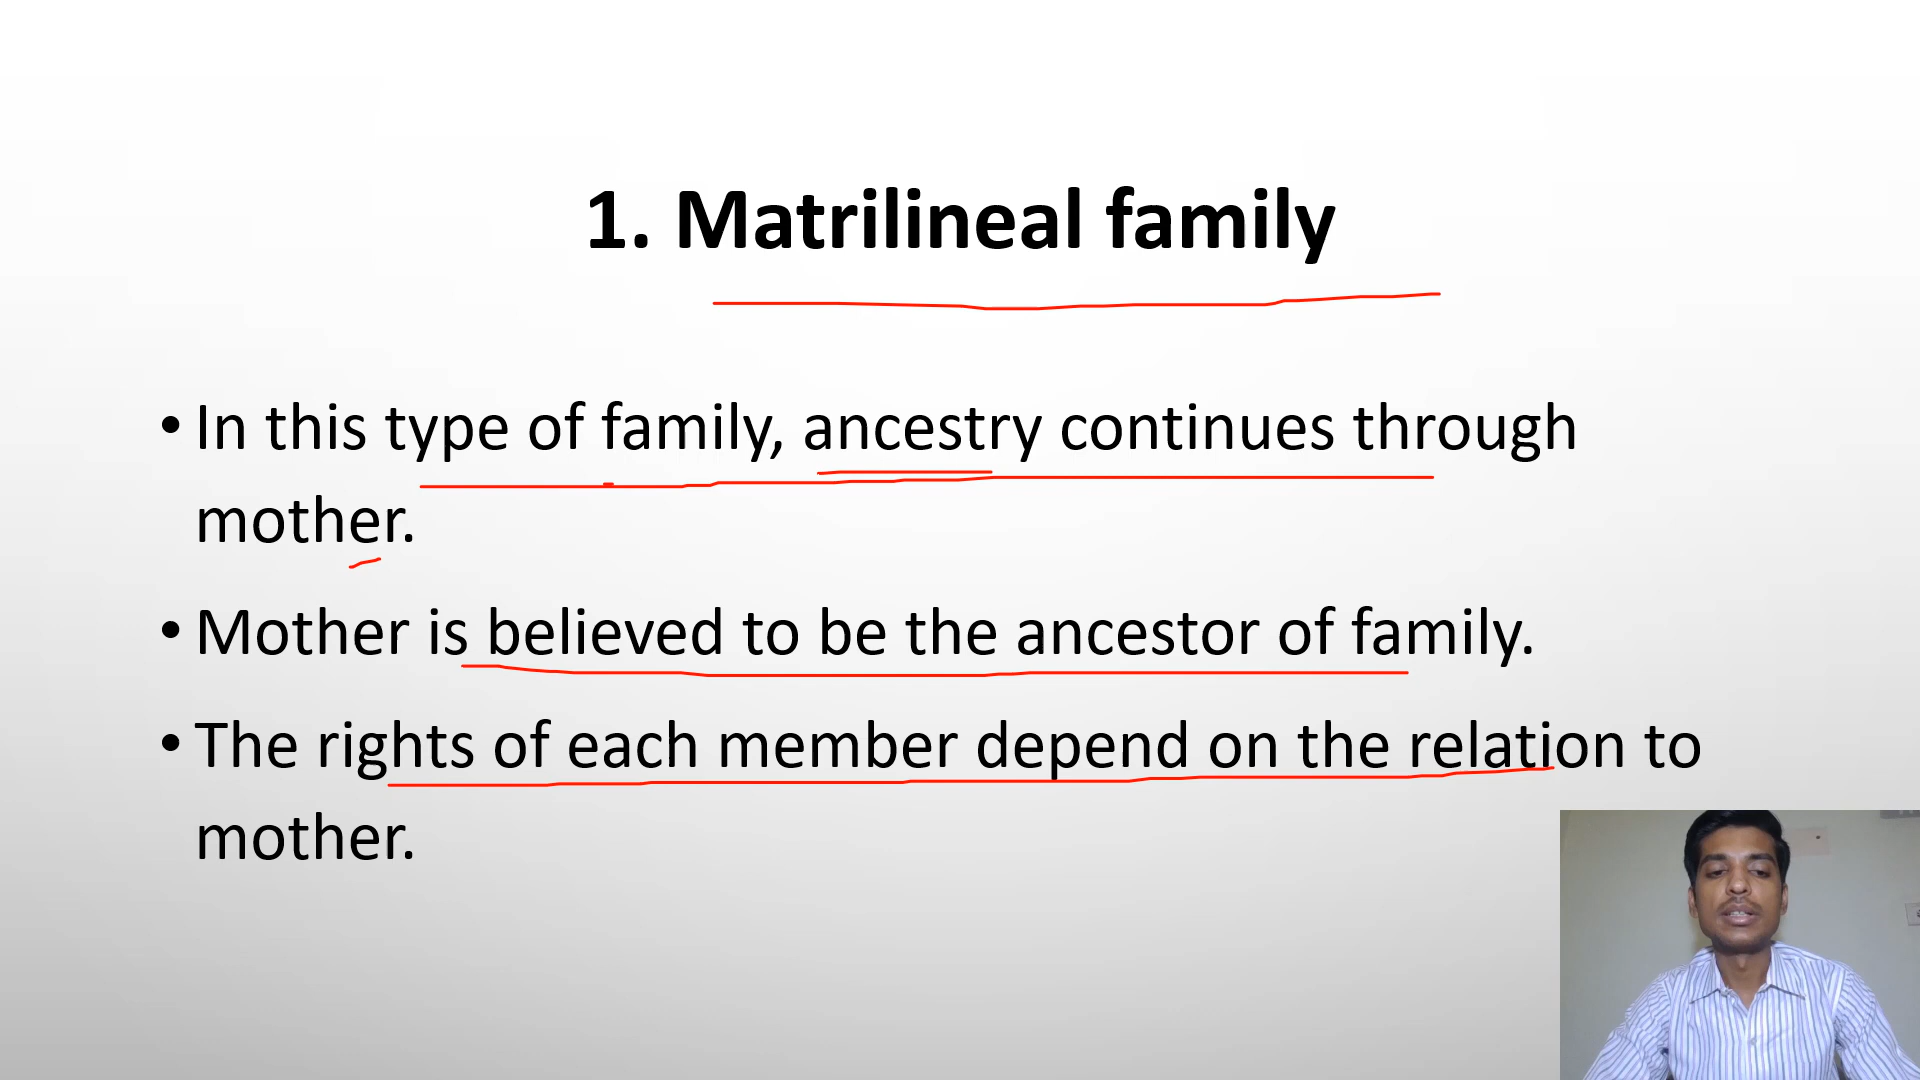 1. Matrilineal family
• In this type of family, ancestry continues through
mother.
• Mother is believed to be the ancestor of family.
• The rights of each member depend on the relation to
mother.